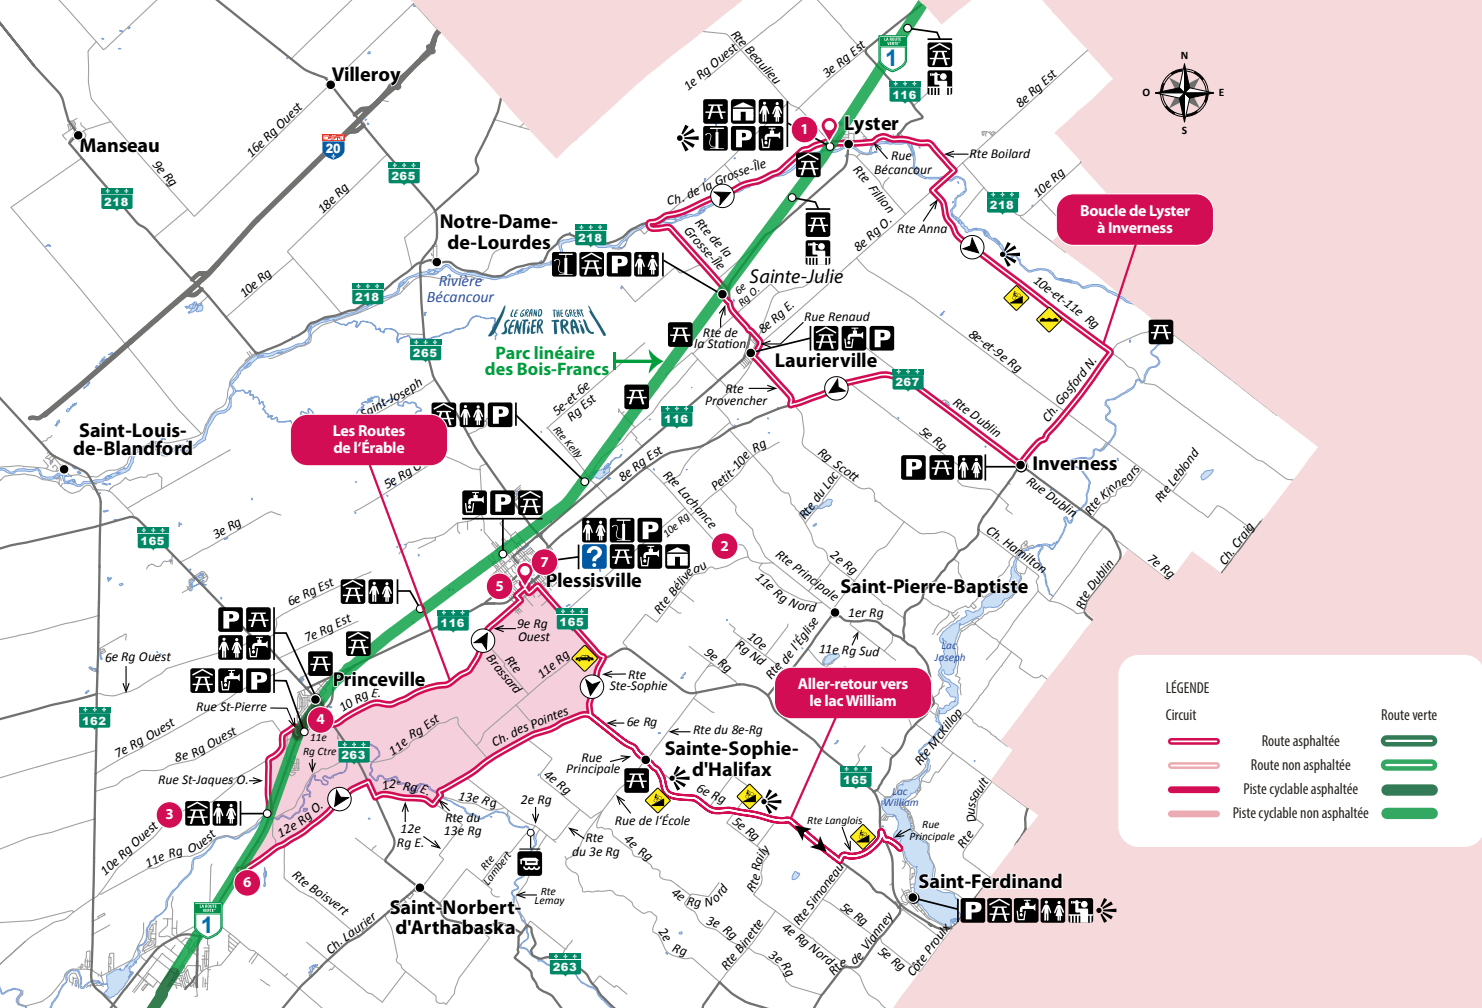 Villeroy
Manseau
16e Rg Ouest
9e Rg
20
218
265
18e Rg
10e Rg
218
Notre-Dame-
de-Lourdes
218
Rivière
Bécancour
265
LE GRAND
SENTIER
THE GREAT
TRAIL
Parc linéaire
des Bois-Francs
Saint-Joseph
Saint-Louis-
de-Blandford
Les Routes
de l'Érable
5e-et-6e
Rg Est
Rte Kelly
8e Rg Est
116
1e Rg Ouest
Rte Beaulieu
3e Rg Est
LA ROUTE
VERTE
1
116
8e Rg Est
N
O
E
S
1
Lyster
Rue
Bécancour
Rte Boilard
10e Rg
218
Ch. de la Grosse-Île
Rte Fillion
8e Rg O.
Rte Anna
Boucle de Lyster
à Inverness
Rte de la
Grosse-Île
Sainte-Julie
6e
Rg O.
8e Rg E.
Rue Renaud
Rte de
la Station
Laurierville
10e-et-11e Rg
8e-et-9e Rg
Ch. Gosford N.
267
Rte
Provencher
Rte Dublin
5e Rg
Inverness
Rue Dublin
Rte Kinnears
Rte Leblond
Ch. Craig
7e Rg
Ch. Hamilton
Rte Dublin
Petit-10e Rg
Rg Scott
Rte du Lac
Rte Lachance
10e Rg
2
Rte Béliveau
Rte Principale
2e Rg
11e Rg Nord
Saint-Pierre-Baptiste
1er Rg
11e Rg Sud
Rte de l'Église
10e
Rg Nd
9e Rg
Lac
Joseph
165
3e Rg
6e Rg Est
7e Rg Est
?
7
5
Plessisville
116
165
9e Rg
Ouest
Rte
Brassard
11e Rg
Rte
Ste-Sophie
6e Rg Ouest
162
7e Rg Ouest
8e Rg Ouest
Rue St-Pierre
Princeville
4
10 Rg E.
11e
Rg Ctre
263
11e Rg Est
Ch. des Pointes
Rue St-Jaques O.
3
10e Rg Ouest
11e Rg Ouest
12e Rg O.
12e Rg E.
12e
Rg E.
Rte du
13e Rg
13e Rg
2e Rg
4e Rg
6
LA ROUTE
VERTE
1
Rte Boisvert
Ch. Laurier
Saint-Norbert-
d'Arthabaska
Rte
Lambert
Rte
Lemay
263
6e Rg
Rte du 8e-Rg
Rue
Principale
Sainte-Sophie-
d'Halifax
Aller-retour vers
le lac William
165
Rue de l'École
Rte
du 3e Rg
6e Rg
5e Rg
4e Rg
Rte Raily
Rte Langlois
4e Rg Nord
3e Rg
2e Rg
Rte Binette
3e Rg
Rte Simoneau
4e Rg Nord
5e Rg
Rte de Vianney
5e Rg
Côte Proulx
Rte McKillop
Lac
William
Rue
Principale
Rte Dussault
Saint-Ferdinand
LÉGENDE
Circuit
Route verte
Route asphaltée
Route non asphaltée
Piste cyclable asphaltée
Piste cyclable non asphaltée